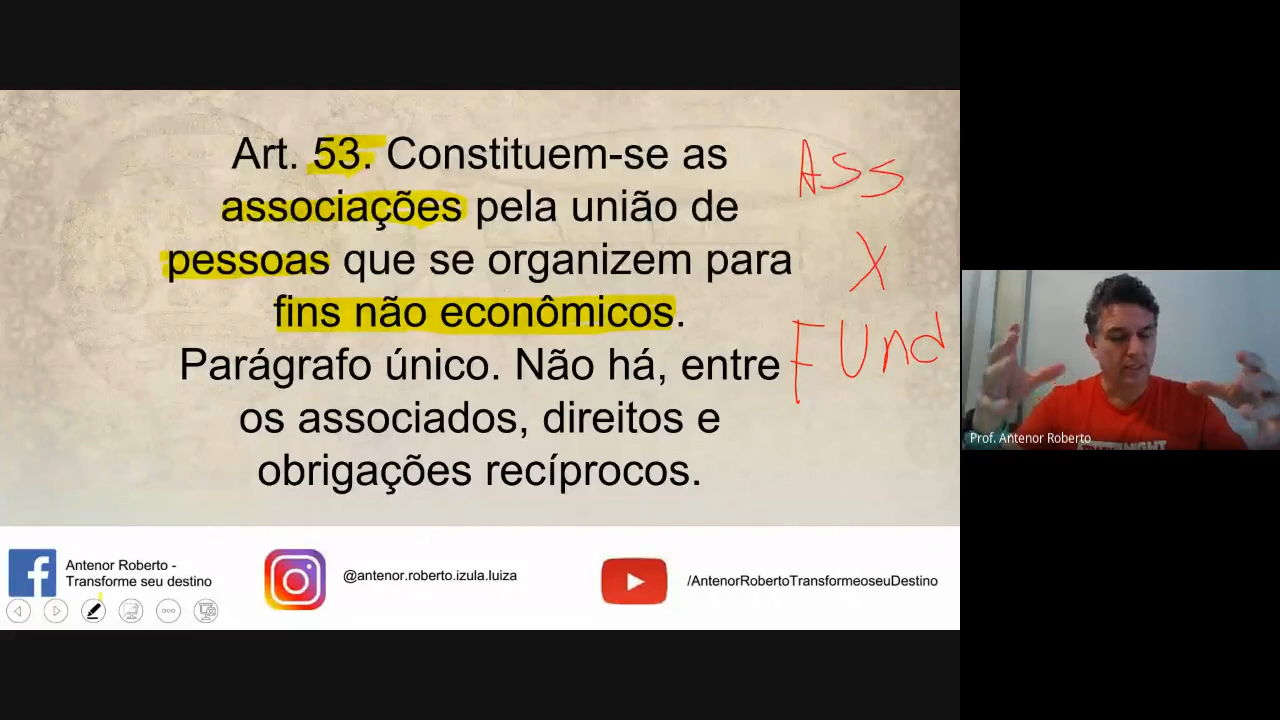 Art. 53. Constituem-se as
associações pela união de
pessoas que se organizem para
fins não econômicos.
Parágrafo único. Não há, entre
os associados, direitos e
obrigações recíprocos.
Ass
X
FUnd
Prof. Antenor Roberto
Antenor Roberto -
Transforme seu destino
@antenor.roberto.izula.luiza
/AntenorRobertoTransformeoseuDestino